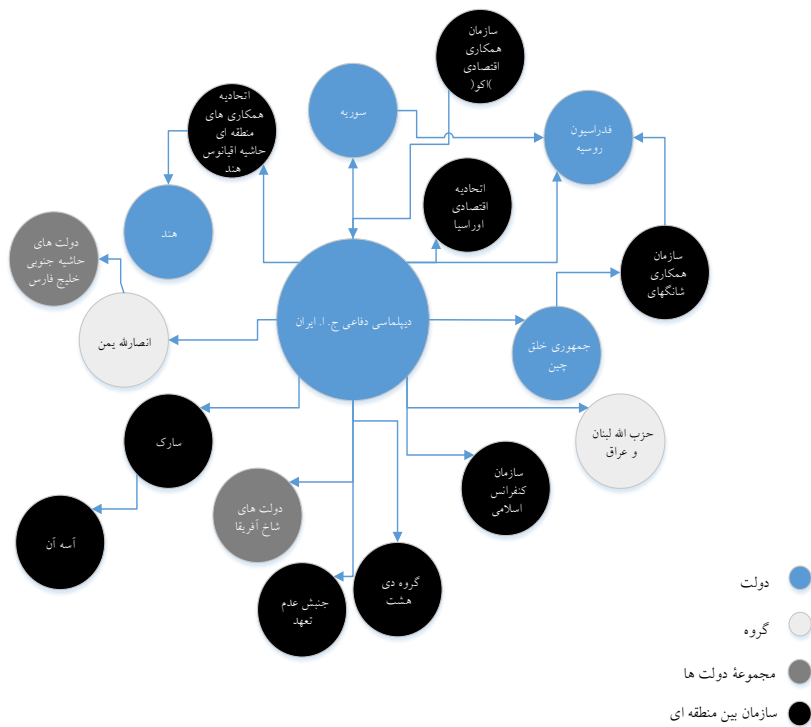 سازمان
همکاری
اقتصادی
)اکو(
سوریه
اتحادیه
همکاری های
منطقه ای
حاشیه اقیانوس
هند
فدراسیون
روسیه
اتحادیه
اقتصادی
اوراسیا
هند
دولت های
حاشیه جنوبی
خلیج فارس
سازمان
همکاری
شانگهای
دیپلماسی دفاعی ج. ا. ایران
انصارلله یمن
جمهوری خلق
چین
سارک
حزب الله لبنان
و عراق
سازمان
کنفرانس
اسلامی
دولت های
شاخ آفریقا
آسه آن
گروه دی
هشت
جنبش عدم
تعهد
دولت
گروه
مجموعۀ دولت ها
سازمان بین منطقه ای